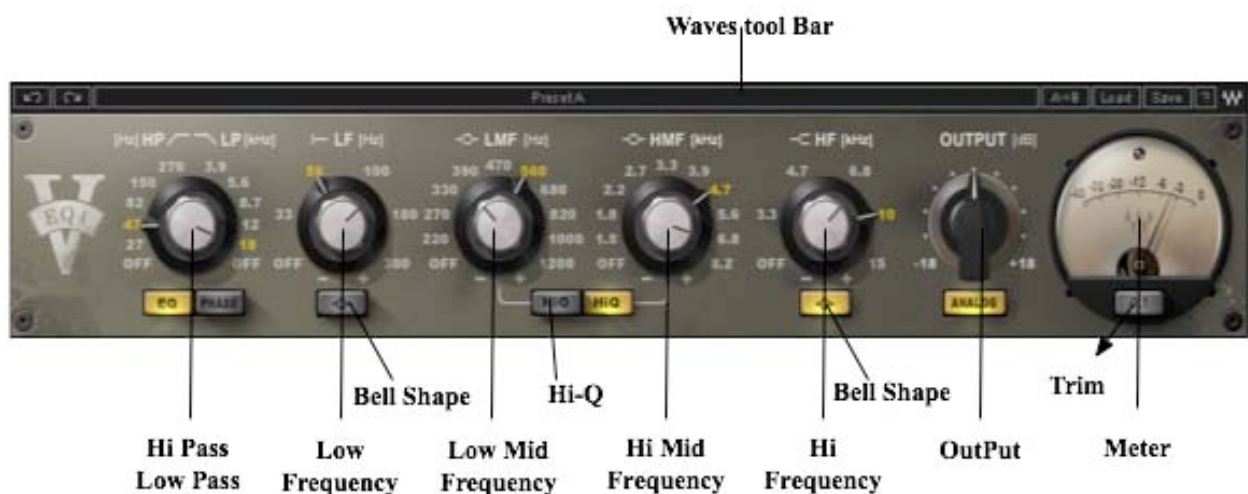 Waves tool Bar
Preset A A->B Load Save ?
[Hz] HP LP [kHz] LF [Hz] LMF [Hz] HMF [kHz] HF [kHz] OUTPUT [dB]
270 3.9
150 5.6
82 8.7
47 12
27 18
OFF OFF
56 100
33 180
OFF 380
- +
390 470 560
330 680
270 820
220 1000
OFF 1200
- +
2.7 3.3 3.9
2.2 4.7
1.8 5.6
1.5 6.8
OFF 8.2
- +
4.7 6.8
3.3 10
OFF 15
- +
-18 +18
V
EQ4
EQ PHASE
Hi-Q Hi-Q
ANALOG
Bell Shape
Hi-Q
Bell Shape
Trim
Hi Pass
Low Pass
Low
Frequency
Low Mid
Frequency
Hi Mid
Frequency
Hi
Frequency
OutPut
Meter